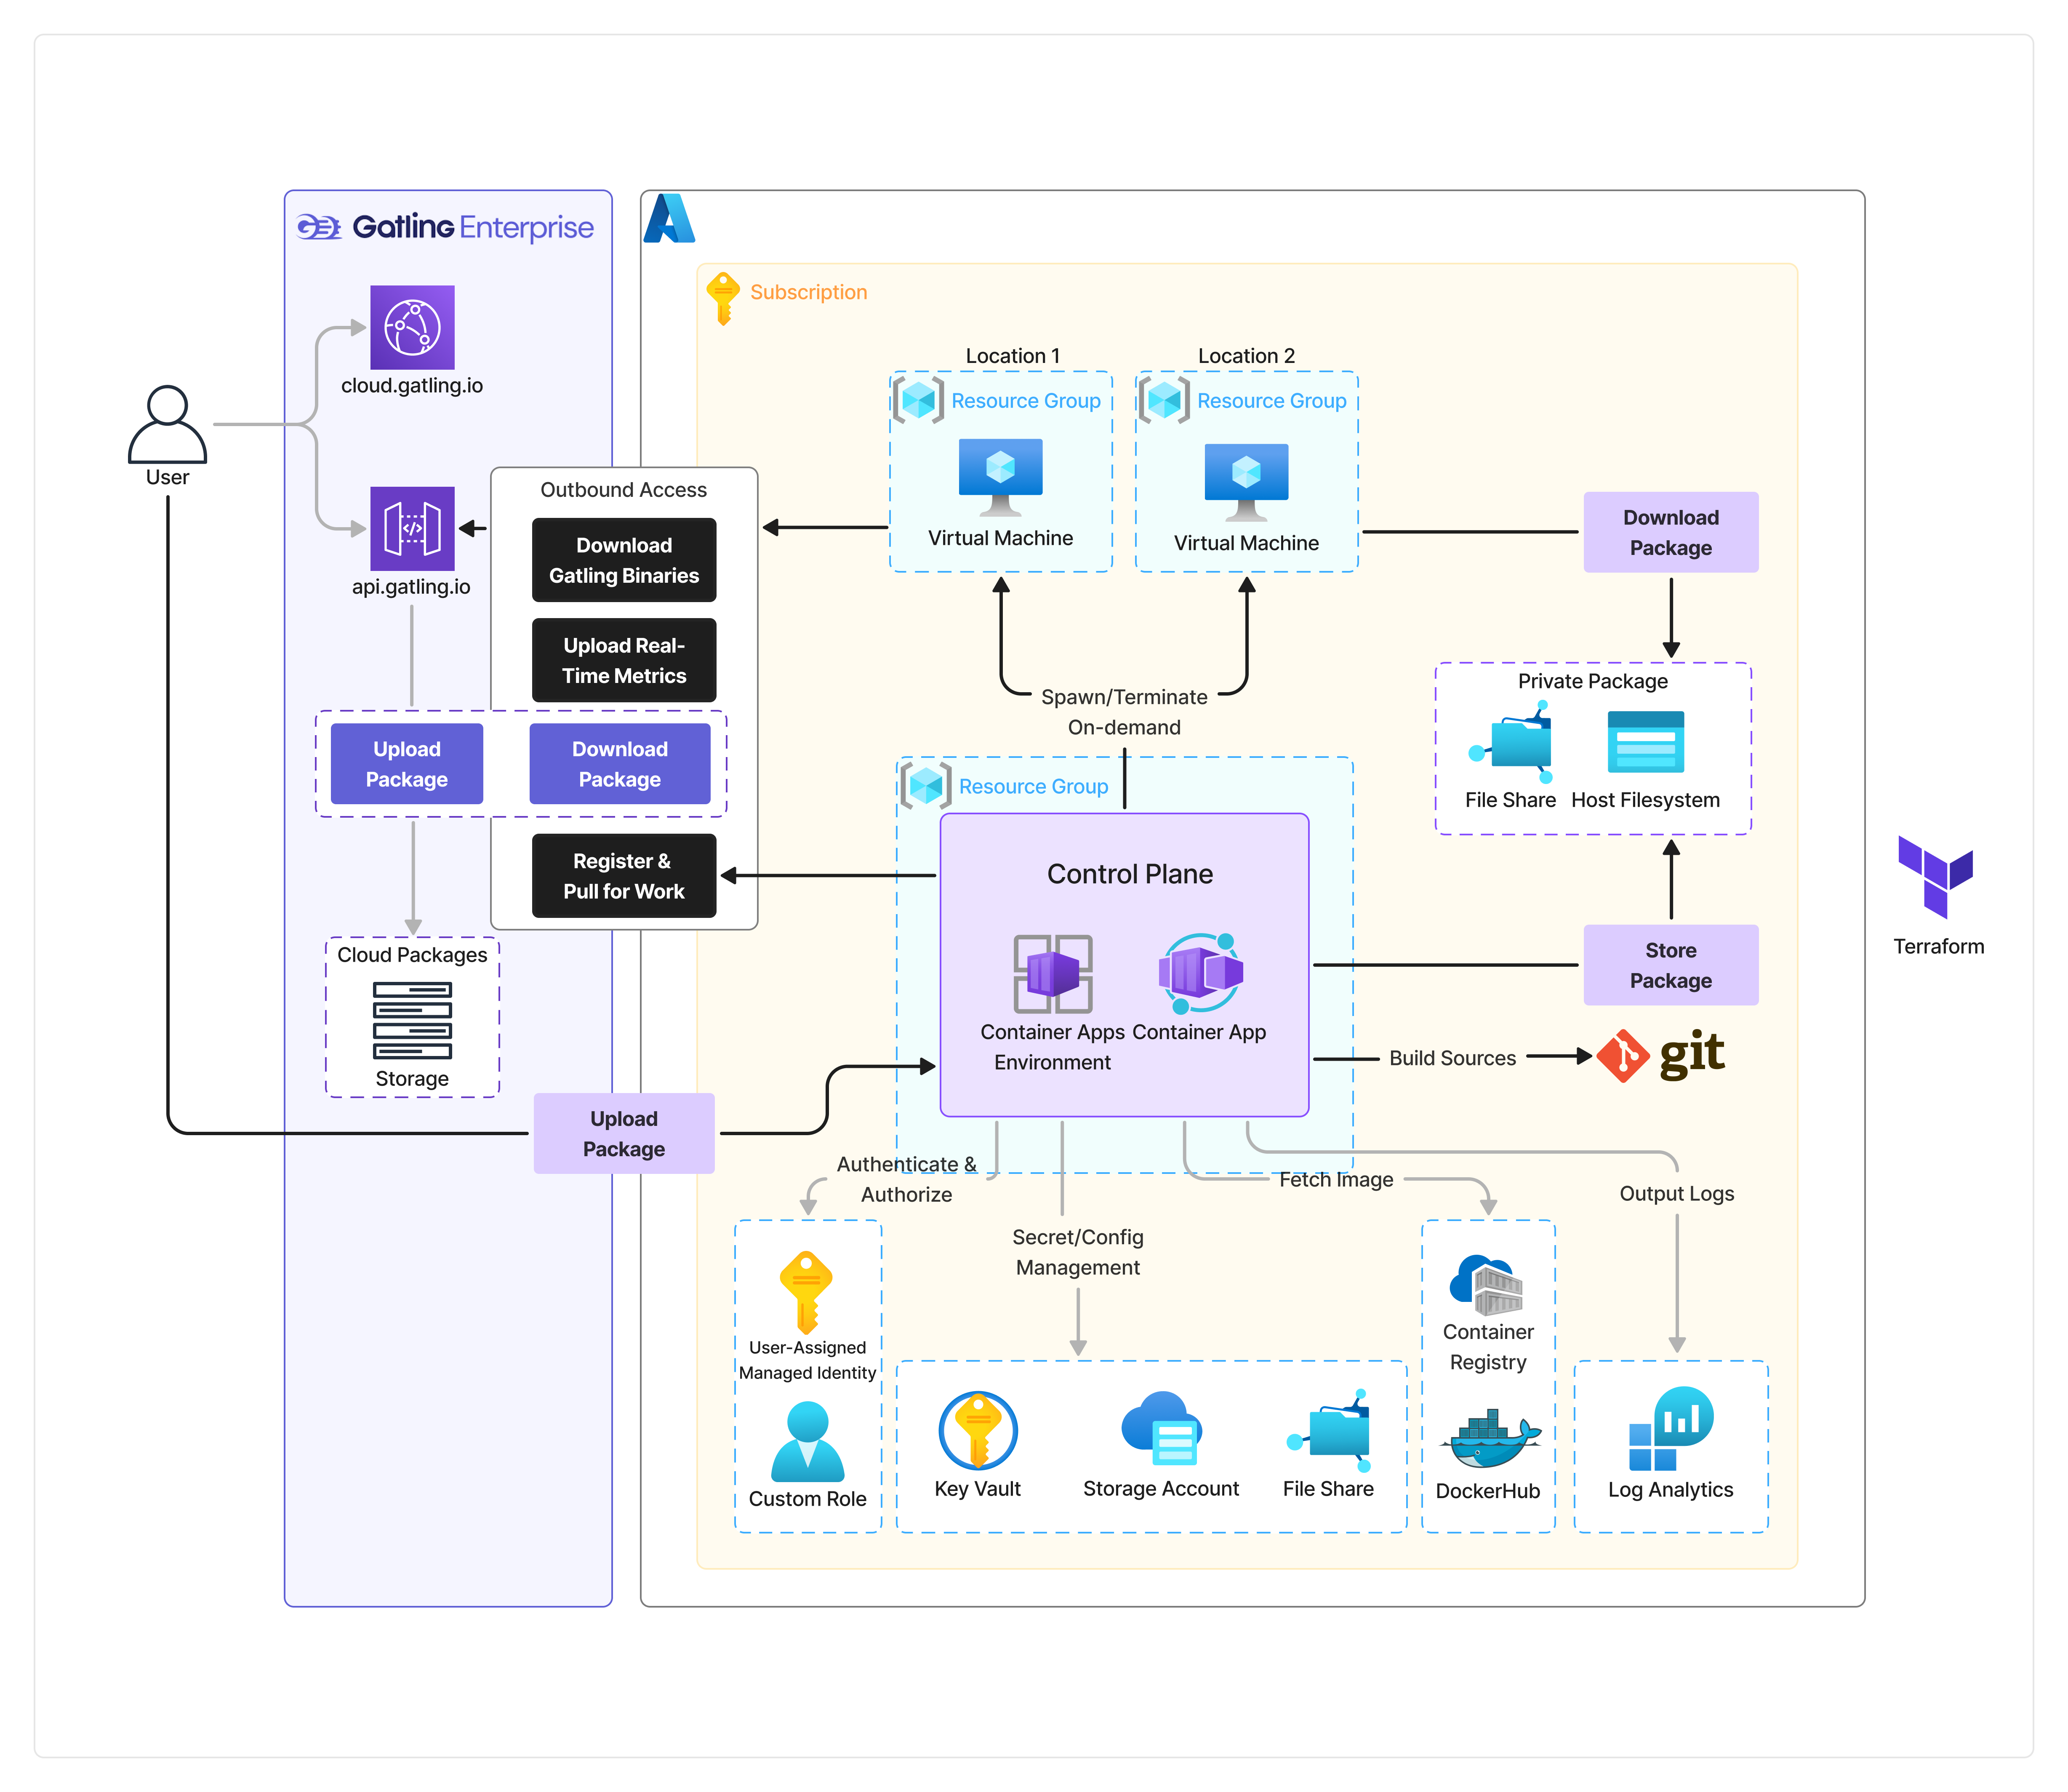 Gatling Enterprise
cloud.gatling.io
User
api.gatling.io
Outbound Access
Download
Gatling Binaries
Upload Real-
Time Metrics
Upload
Package
Download
Package
Register &
Pull for Work
Cloud Packages
Storage
Upload
Package
Subscription
Location 1
Resource Group
Virtual Machine
Location 2
Resource Group
Virtual Machine
Download
Package
Spawn/Terminate
On-demand
Private Package
File Share
Host Filesystem
Resource Group
Control Plane
Container Apps
Environment
Container App
Store
Package
Build Sources
git
Terraform
Authenticate &
Authorize
Secret/Config
Management
Fetch Image
Output Logs
User-Assigned
Managed Identity
Custom Role
Key Vault
Storage Account
File Share
Container
Registry
DockerHub
Log Analytics